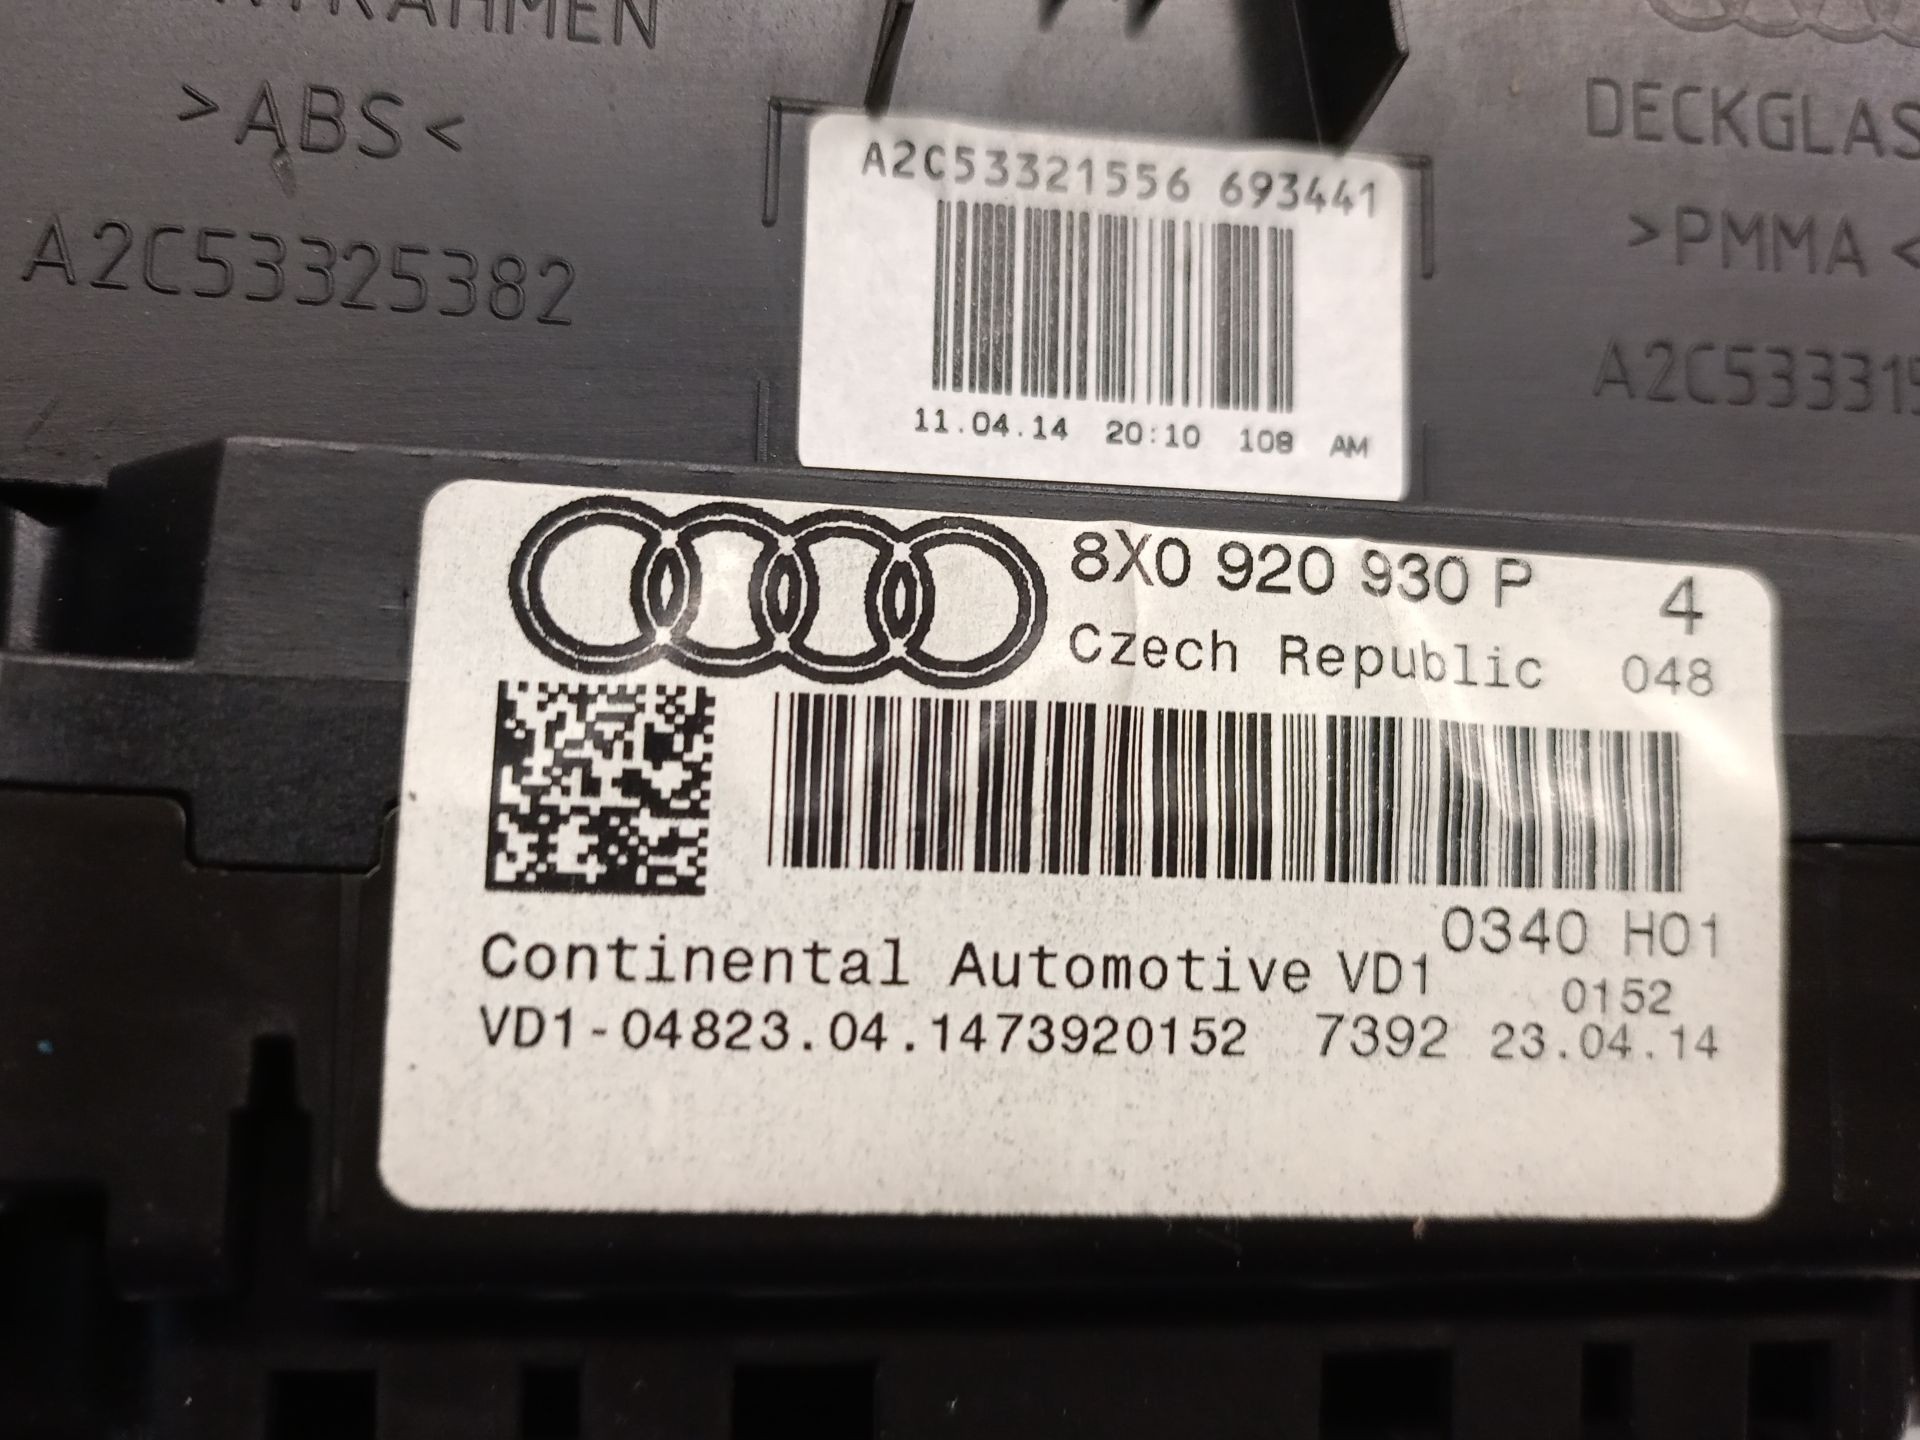 >ABS<
A2C53325382
A2C53321556 693441
11.04.14 20:10 108 AM
DECKGLAS
>PMMA<
8X0 920 930 P 4
Czech Republic 048
0340 H01
Continental Automotive VD1
0152
VD1-04823.04.1473920152 7392 23.04.14